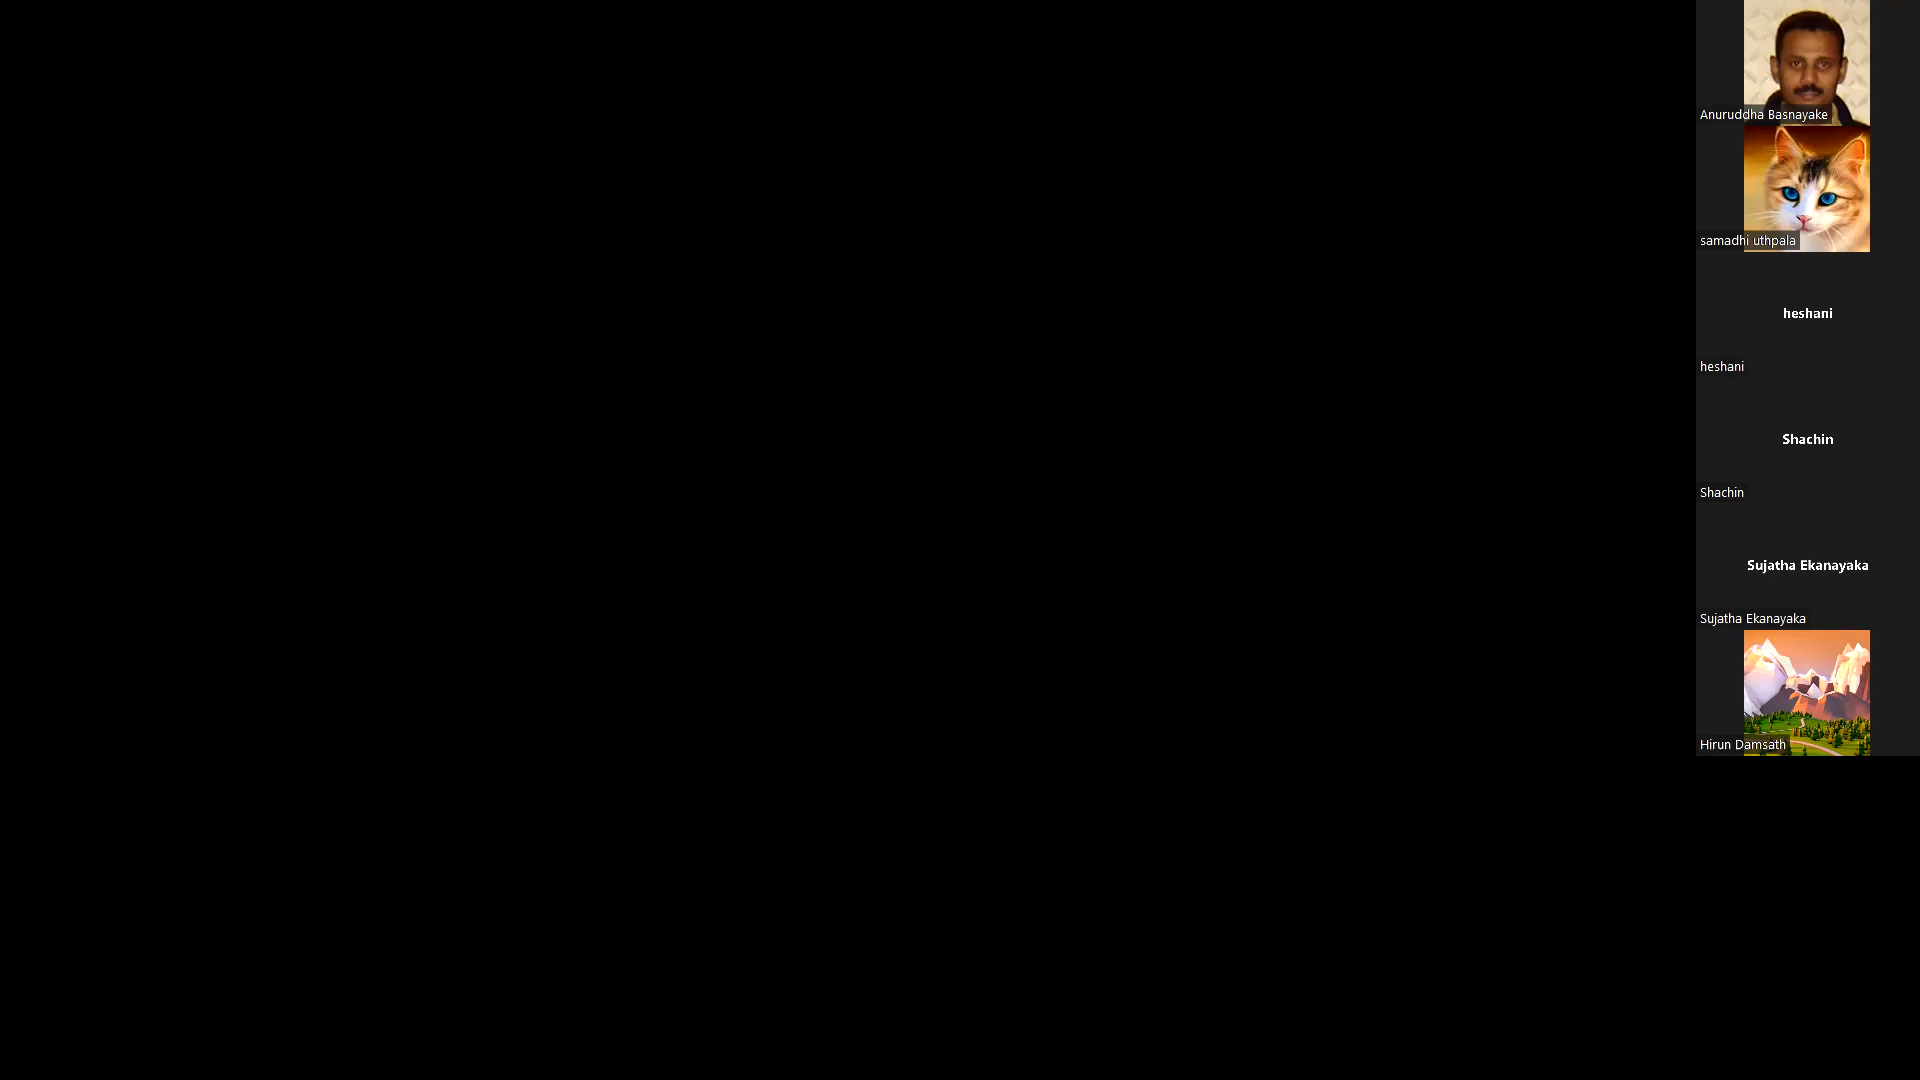 Anuruddha Basnayake
samadhi uthpala
heshani
heshani
Shachin
Shachin
Sujatha Ekanayaka
Sujatha Ekanayaka
Hirun Damsath